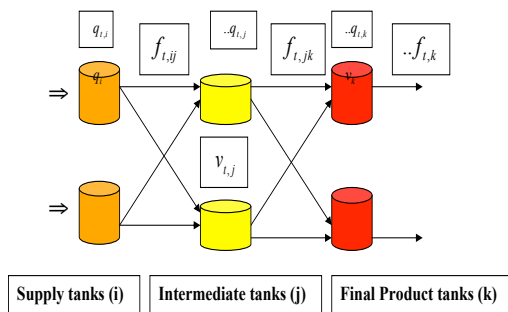 q_{t,i} f_{t,ij} ..q_{t,j} f_{t,jk} ..q_{t,k} ..f_{t,k}
⇒ q_i v_k
v_{t,j}
⇒
Supply tanks (i) Intermediate tanks (j) Final Product tanks (k)